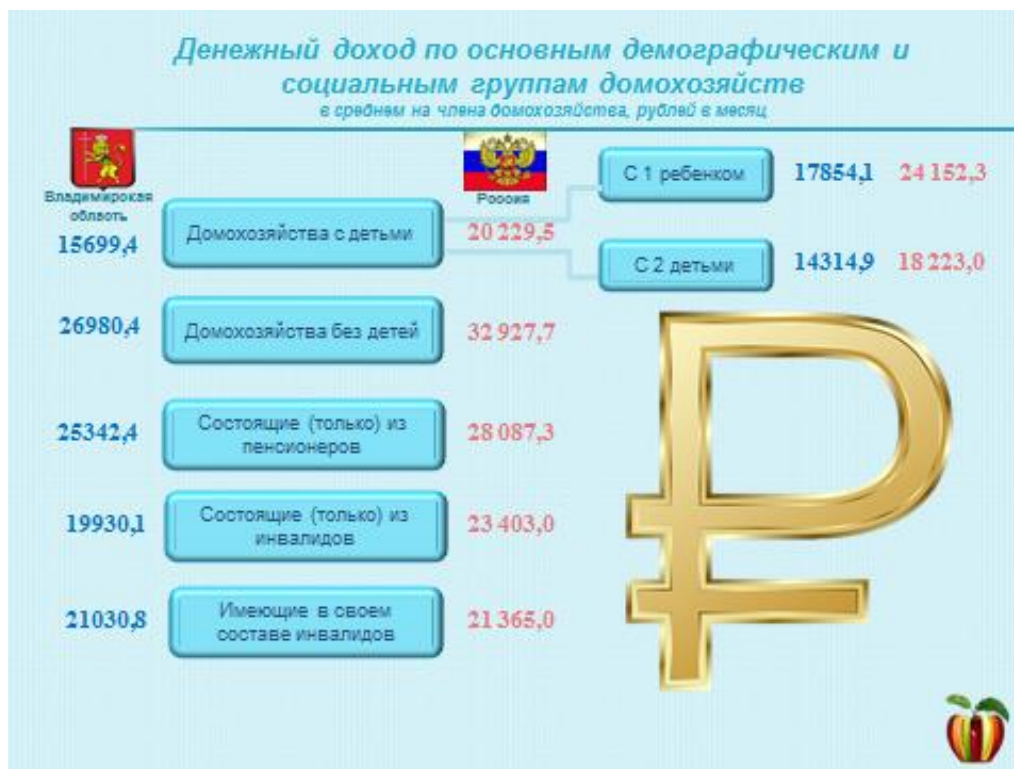 Денежный доход по основным демографическим и
социальным группам домохозяйств
в среднем на члена домохозяйства, рублей в месяц
Владимирская
область
Россия
С 1 ребенком
17854,1
24 152,3
15699,4
Домохозяйства с детьми
20 229,5
С 2 детьми
14314,9
18 223,0
26980,4
Домохозяйства без детей
32 927,7
25342,4
Состоящие (только) из
пенсионеров
28 087,3
19930,1
Состоящие (только) из
инвалидов
23 403,0
21030,8
Имеющие в своем
составе инвалидов
21 365,0